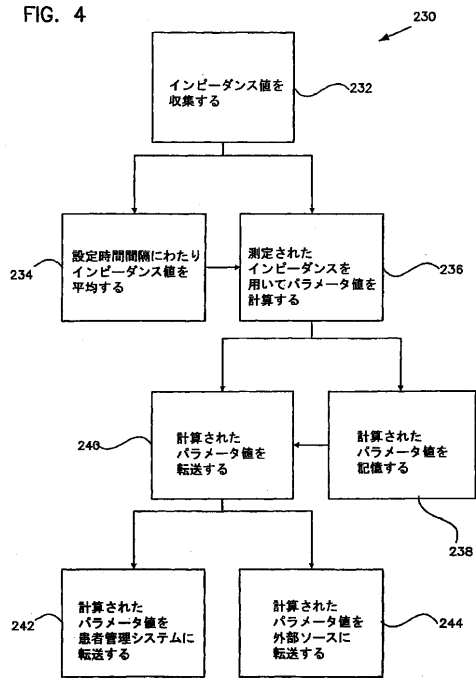 FIG. 4
230
インピーダンス値を
収集する
232
設定時間間隔にわたり
インピーダンス値を
平均する
234
測定された
インピーダンスを
用いてパラメータ値を
計算する
236
計算された
パラメータ値を
転送する
240
計算された
パラメータ値を
記憶する
238
計算された
パラメータ値を
患者管理システムに
転送する
242
計算された
パラメータ値を
外部ソースに
転送する
244